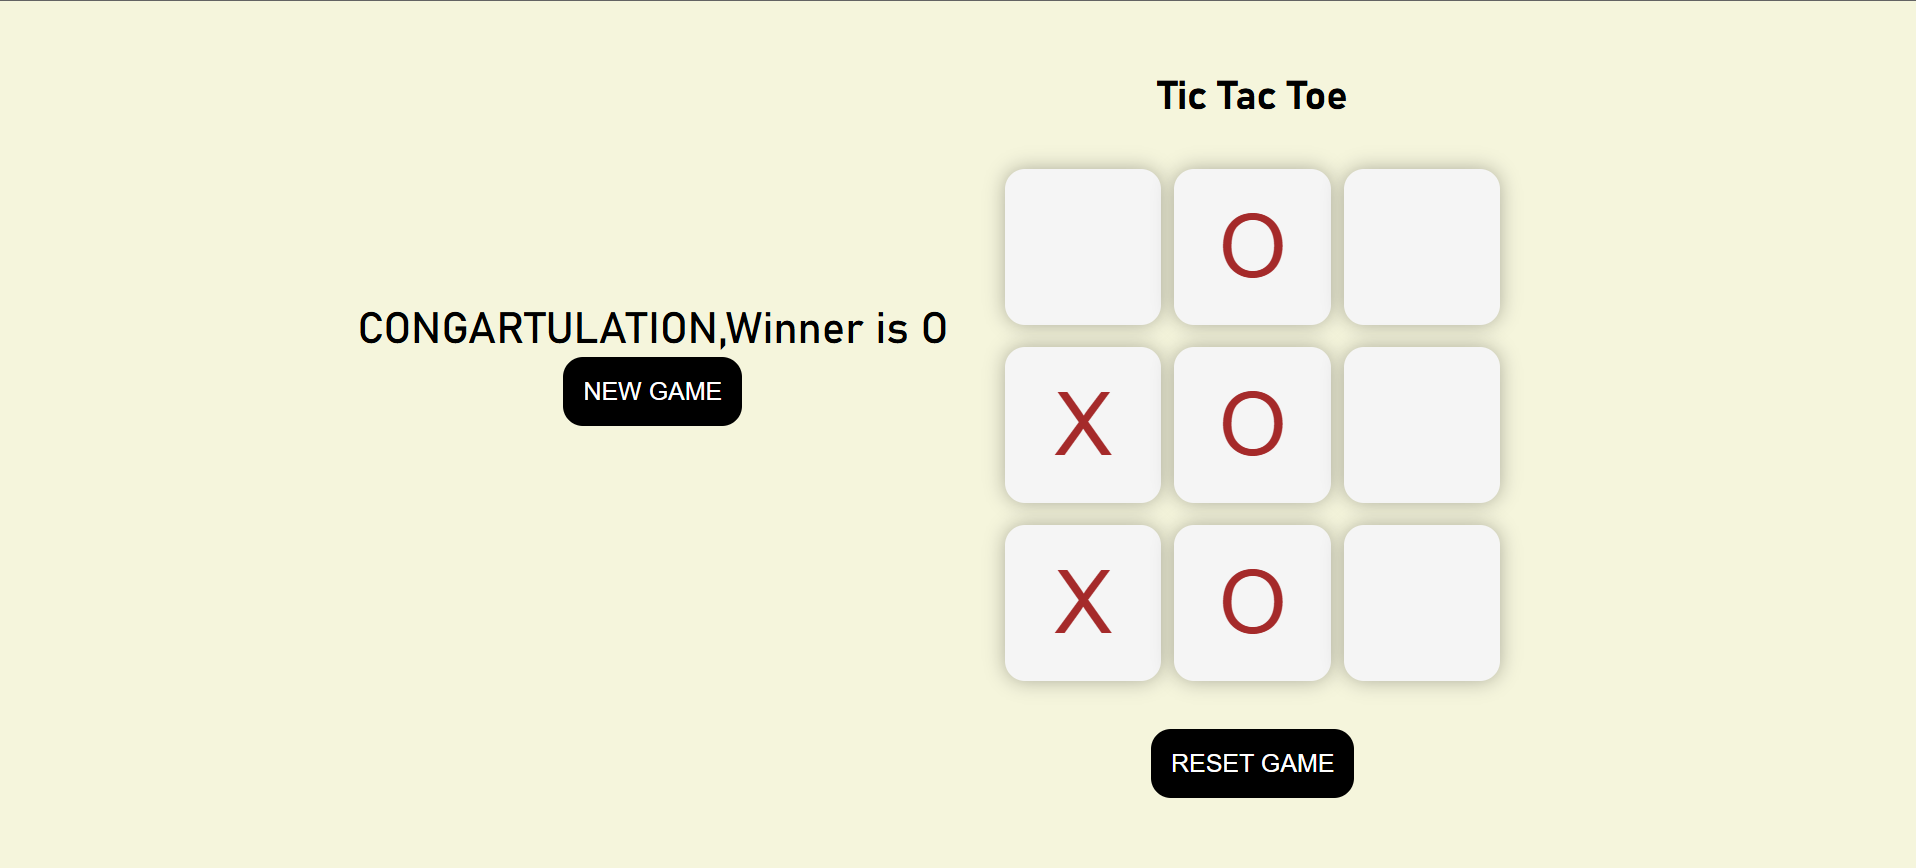 Tic Tac Toe
O
CONGARTULATION,Winner is O
NEW GAME
X O
X O
RESET GAME